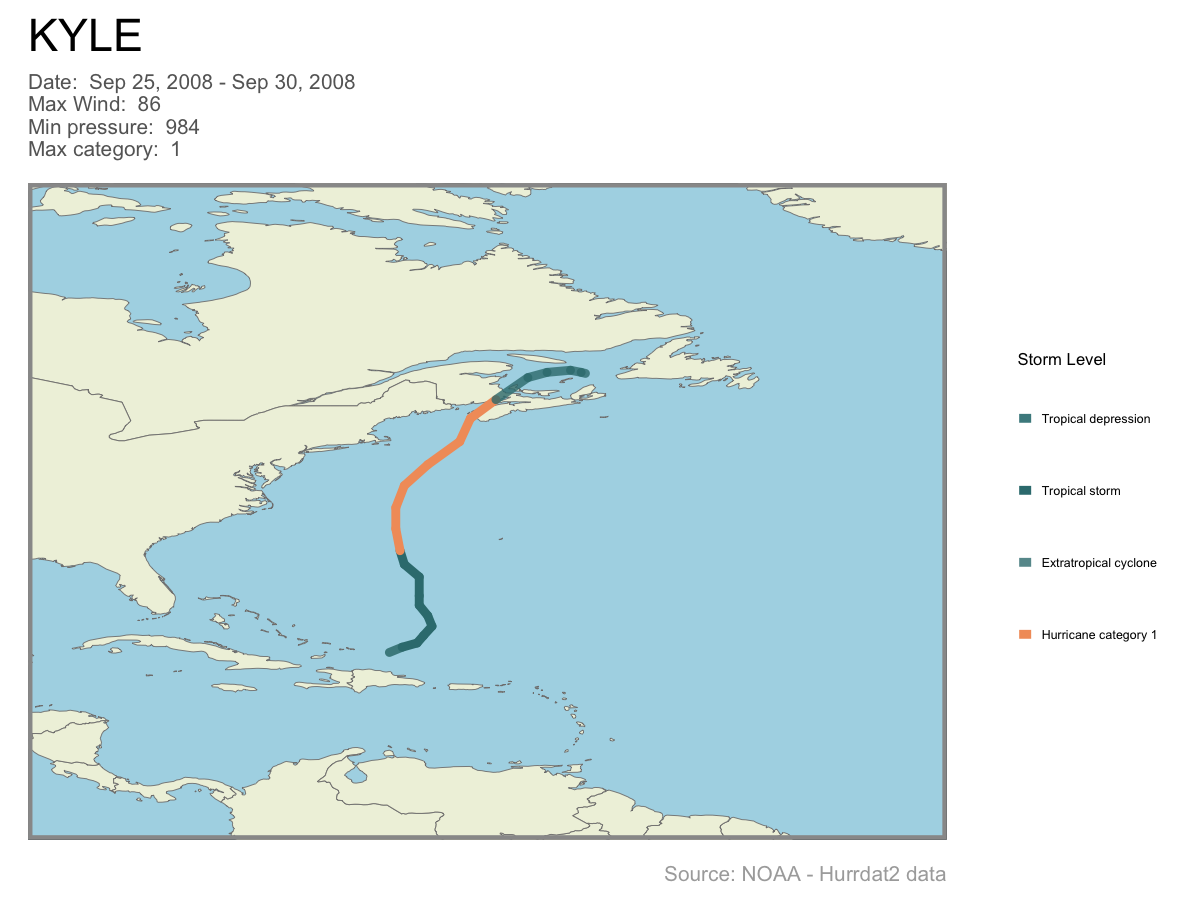 KYLE
Date:  Sep 25, 2008 - Sep 30, 2008
Max Wind:  86
Min pressure:  984
Max category:  1
Storm Level
Tropical depression
Tropical storm
Extratropical cyclone
Hurricane category 1
Source: NOAA - Hurrdat2 data